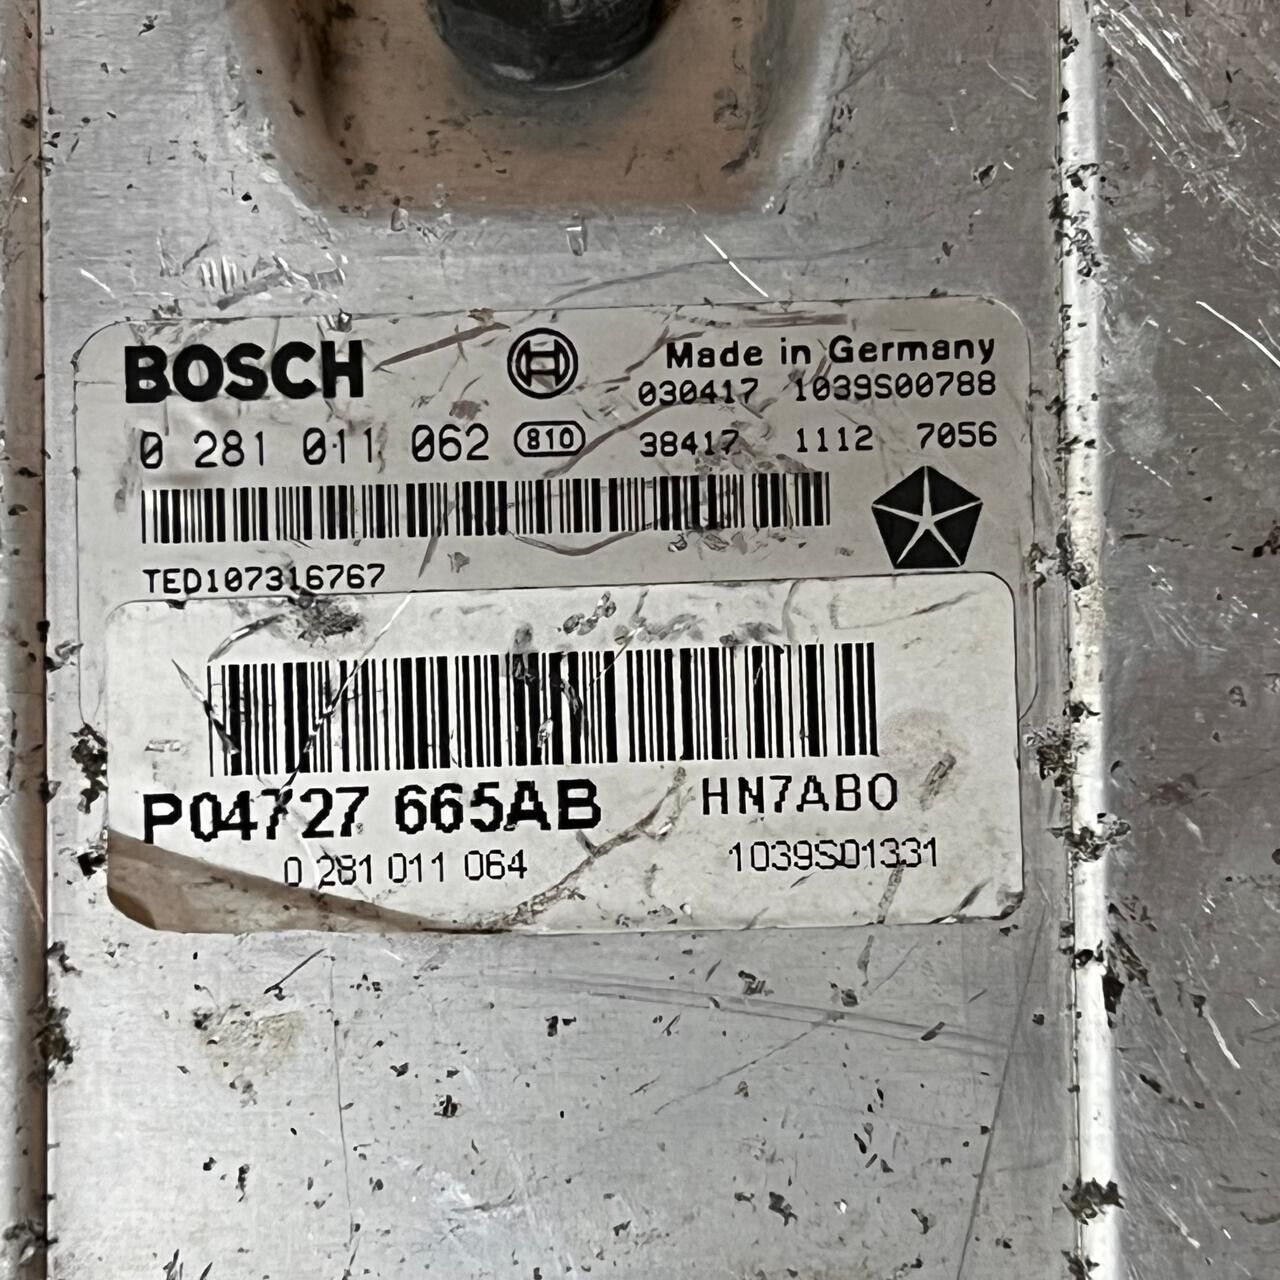 BOSCH
Made in Germany
030417 1039S00788
0 281 011 062 810 38417 1112 7056
TED107316767
P04727 665AB HN7AB0
0 281 011 064 1039S01331